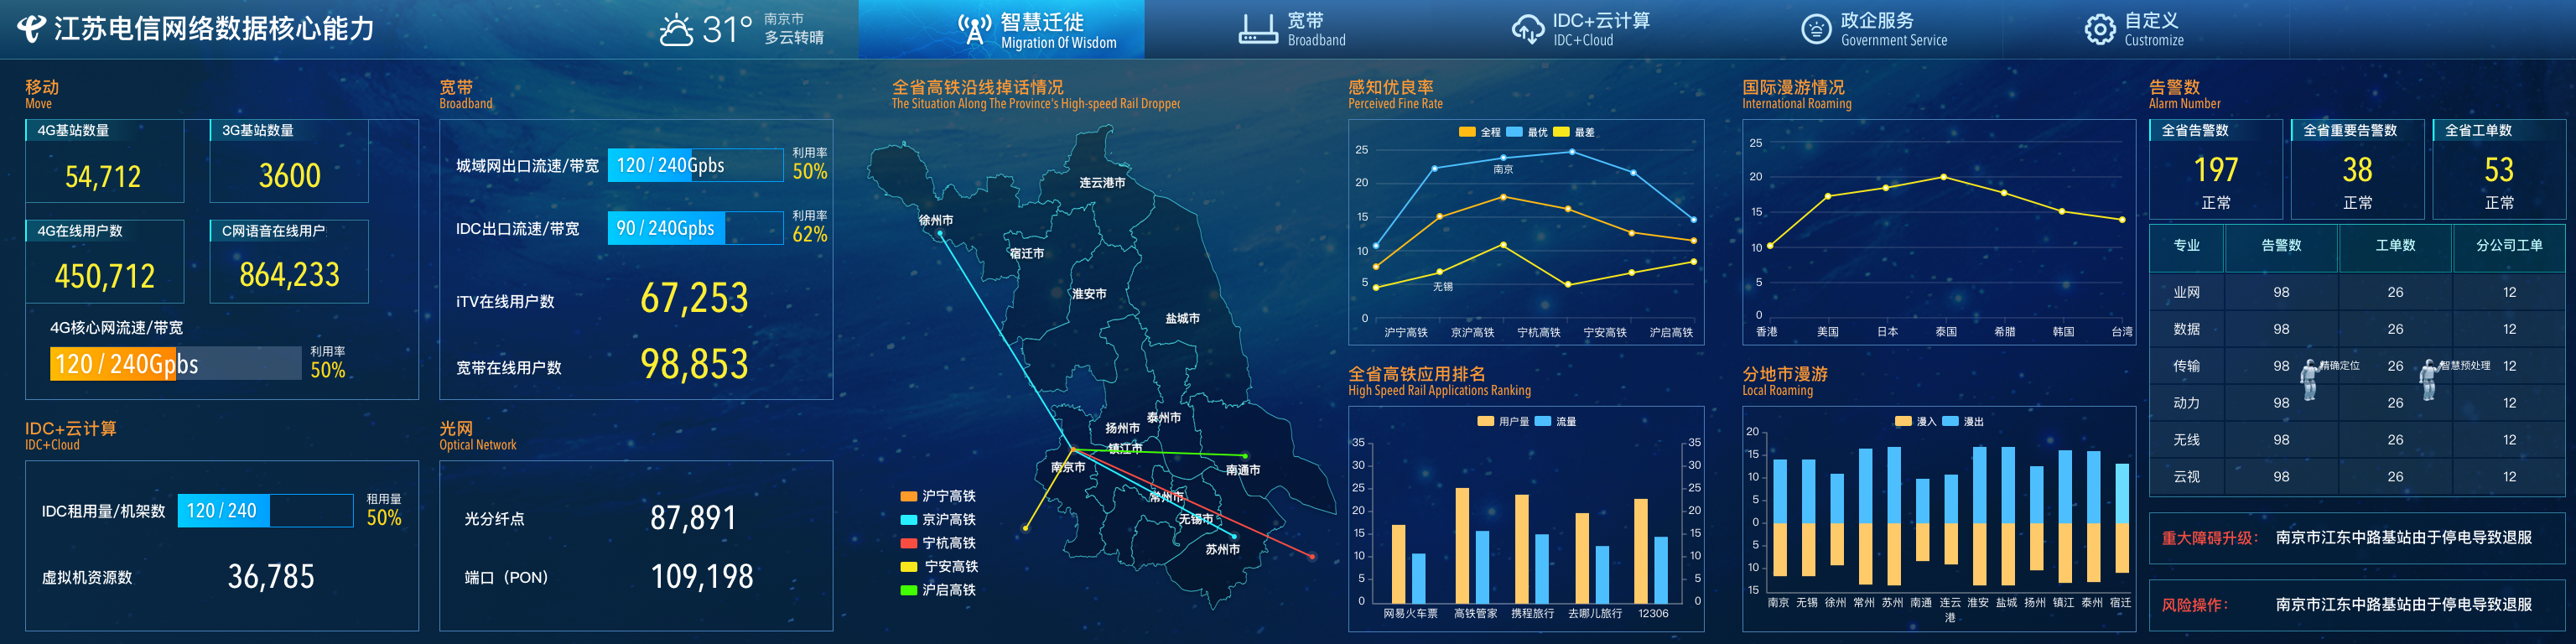 江苏电信网络数据核心能力
31°
南京市
多云转晴
智慧迁徙
Migration Of Wisdom
宽带
Broadband
IDC+云计算
IDC+Cloud
政企服务
Government Service
自定义
Customize
移动
Move
4G基站数量
54,712
3G基站数量
3600
4G在线用户数
450,712
C网语音在线用户
864,233
4G核心网流速/带宽
120 / 240Gpbs
利用率
50%
IDC+云计算
IDC+Cloud
IDC租用量/机架数
120 / 240
租用量
50%
虚拟机资源数
36,785
宽带
Broadband
城域网出口流速/带宽
120 / 240Gpbs
利用率
50%
IDC出口流速/带宽
90 / 240Gpbs
利用率
62%
iTV在线用户数
67,253
宽带在线用户数
98,853
光网
Optical Network
光分纤点
87,891
端口（PON）
109,198
全省高铁沿线掉话情况
The Situation Along The Province's High-speed Rail Dropped
连云港市
徐州市
宿迁市
淮安市
盐城市
泰州市
扬州市
镇江市
南京市
南通市
常州市
无锡市
苏州市
沪宁高铁
京沪高铁
宁杭高铁
宁安高铁
沪启高铁
感知优良率
Perceived Fine Rate
全程 最优 最差
25
20
15
10
5
0
南京
无锡
沪宁高铁 京沪高铁 宁杭高铁 宁安高铁 沪启高铁
全省高铁应用排名
High Speed Rail Applications Ranking
用户量 流量
35 35
30 30
25 25
20 20
15 15
10 10
5 5
0 0
网易火车票 高铁管家 携程旅行 去哪儿旅行 12306
国际漫游情况
International Roaming
25
20
15
10
5
0
香港 美国 日本 泰国 希腊 韩国 台湾
分地市漫游
Local Roaming
漫入 漫出
20
15
10
5
0
5
10
15
南京 无锡 徐州 常州 苏州 南通 连云港 淮安 盐城 扬州 镇江 泰州 宿迁
告警数
Alarm Number
全省告警数
197
正常
全省重要告警数
38
正常
全省工单数
53
正常
专业 告警数 工单数 分公司工单
业网 98 26 12
数据 98 26 12
传输 98 精确定位 26 智慧预处理 12
动力 98 26 12
无线 98 26 12
云视 98 26 12
重大障碍升级： 南京市江东中路基站由于停电导致退服
风险操作： 南京市江东中路基站由于停电导致退服